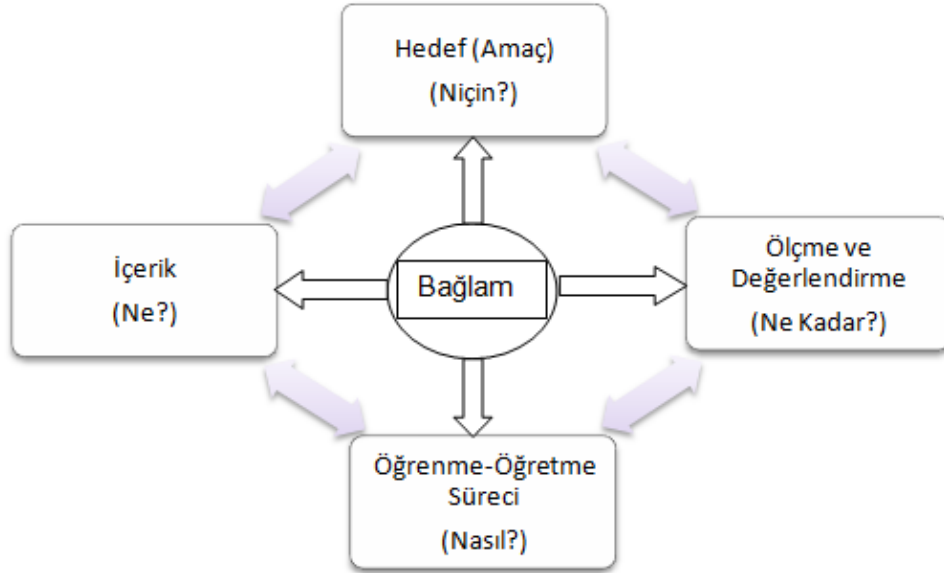 Hedef (Amaç)
(Niçin?)
İçerik
(Ne?)
Bağlam
Ölçme ve
Değerlendirme
(Ne Kadar?)
Öğrenme-Öğretme
Süreci
(Nasıl?)